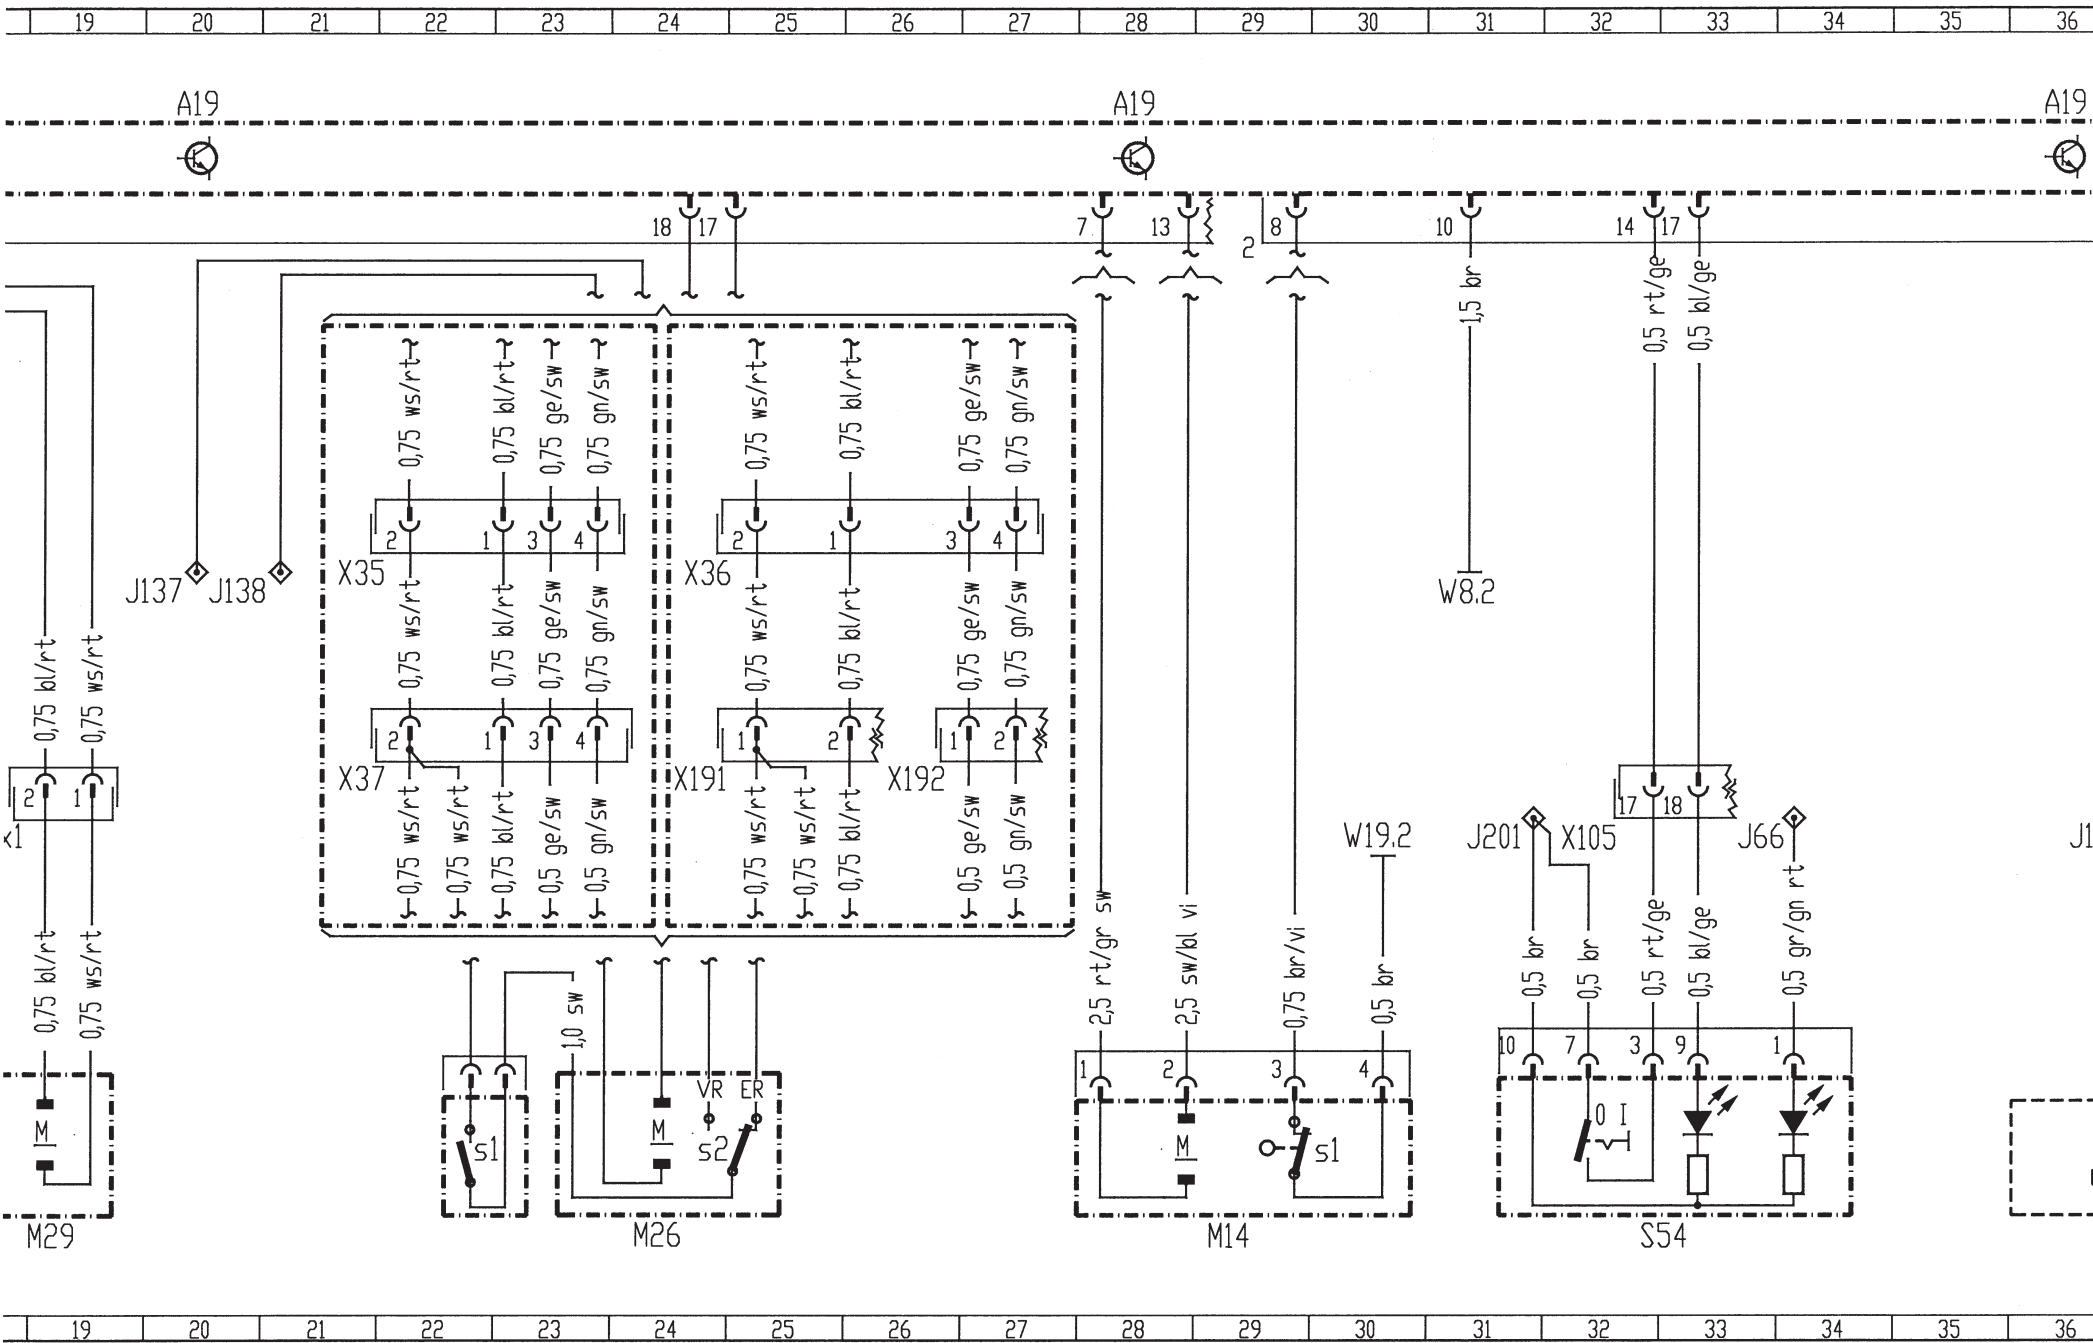 19 20 21 22 23 24 25 26 27 28 29 30 31 32 33 34 35 36
A19 A19 A19
18 17 7 13 2 8 10 14 17
1,5 br 0,5 rt/ge 0,5 bl/ge
0,75 ws/rt 0,75 bl/rt 0,75 ge/sw 0,75 gn/sw 0,75 ws/rt 0,75 bl/rt 0,75 ge/sw 0,75 gn/sw
2 1 3 4 2 1 3 4
J137 J138 X35 X36 W8.2
0,75 bl/rt 0,75 ws/rt 0,75 ws/rt 0,75 bl/rt 0,75 ge/sw 0,75 gn/sw 0,75 ws/rt 0,75 bl/rt 0,75 ge/sw 0,75 gn/sw
2 1 2 1 3 4 1 2 1 2
X37 X191 X192
17 18
x1 W19.2 J201 X105 J66 J1
0,75 ws/rt 0,75 ws/rt 0,75 bl/rt 0,5 ge/sw 0,5 gn/sw 0,75 ws/rt 0,75 ws/rt 0,75 bl/rt 0,5 ge/sw 0,5 gn/sw
0,75 bl/rt 0,75 ws/rt 1,0 sw 2,5 rt/gr sw 2,5 sw/bl vi 0,75 br/vi 0,5 br 0,5 br 0,5 br 0,5 rt/ge 0,5 bl/ge 0,5 gr/gn rt
1 2 3 4 10 7 3 9 1
VR ER
0 I
M s1 M s2 M s1
M29 M26 M14 S54
19 20 21 22 23 24 25 26 27 28 29 30 31 32 33 34 35 36